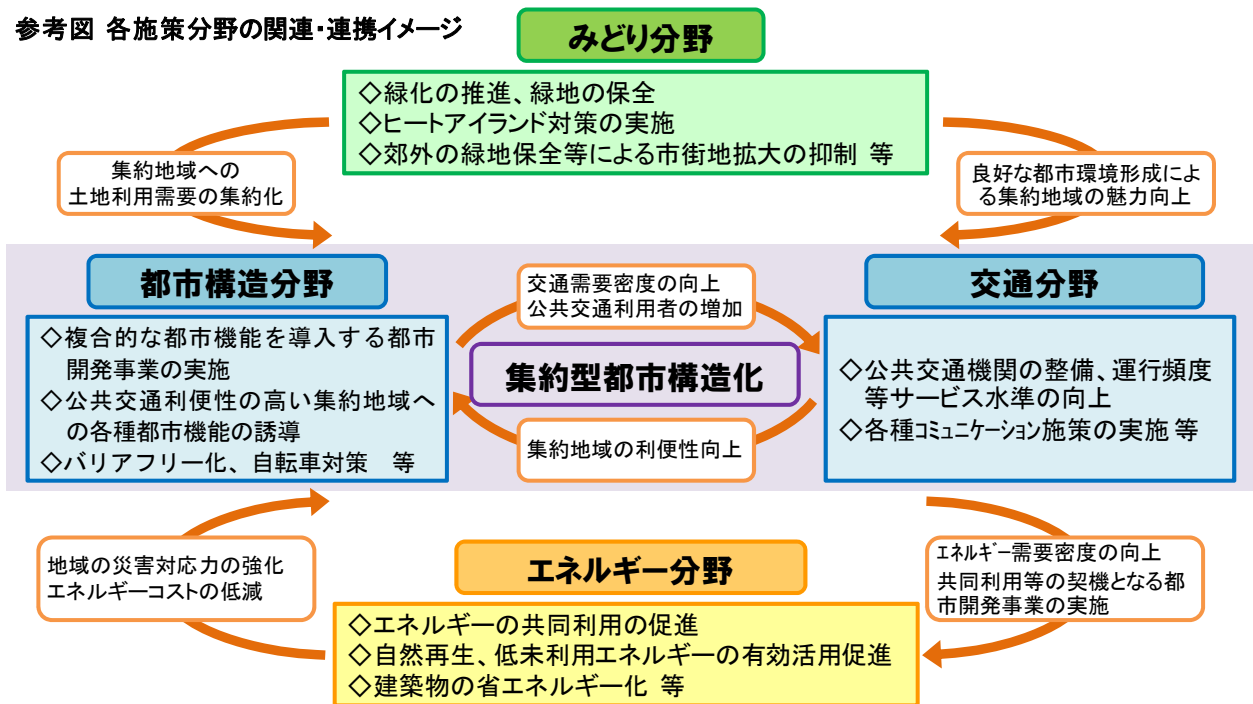 参考図 各施策分野の関連・連携イメージ
みどり分野
◇緑化の推進、緑地の保全
◇ヒートアイランド対策の実施
◇郊外の緑地保全等による市街地拡大の抑制 等
集約地域への
土地利用需要の集約化
良好な都市環境形成によ
る集約地域の魅力向上
都市構造分野
◇複合的な都市機能を導入する都市
開発事業の実施
◇公共交通利便性の高い集約地域へ
の各種都市機能の誘導
◇バリアフリー化、自転車対策 等
交通需要密度の向上
公共交通利用者の増加
集約型都市構造化
集約地域の利便性向上
交通分野
◇公共交通機関の整備、運行頻度
等サービス水準の向上
◇各種ｺﾐｭﾆｹｰｼｮﾝ施策の実施 等
地域の災害対応力の強化
エネルギーコストの低減
エネルギー分野
◇エネルギーの共同利用の促進
◇自然再生、低未利用エネルギーの有効活用促進
◇建築物の省エネルギー化 等
ｴﾈﾙｷﾞｰ需要密度の向上
共同利用等の契機となる都
市開発事業の実施